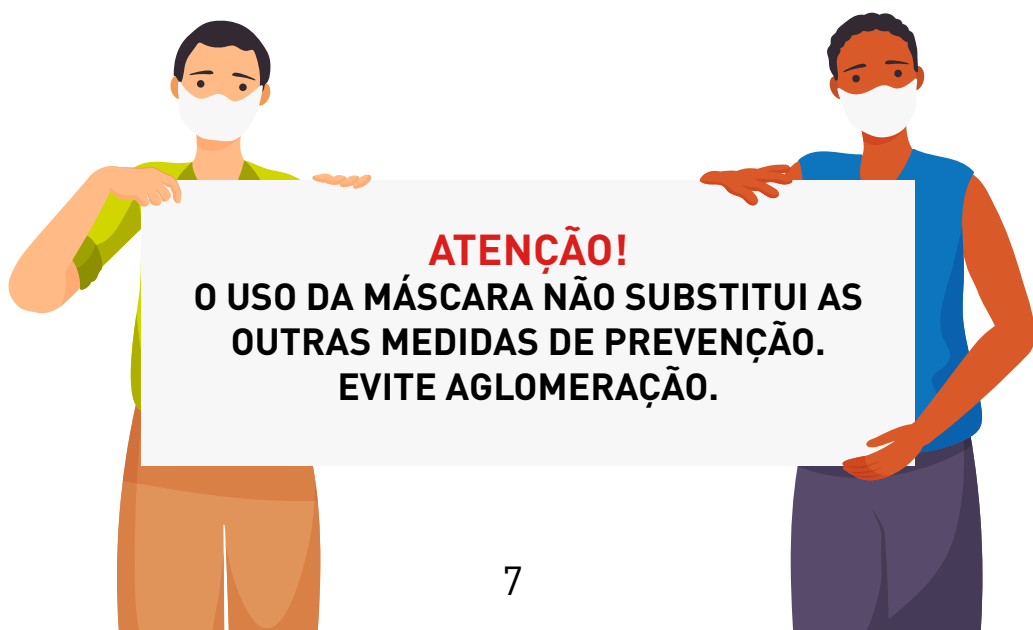 ATENÇÃO!
O USO DA MÁSCARA NÃO SUBSTITUI AS
OUTRAS MEDIDAS DE PREVENÇÃO.
EVITE AGLOMERAÇÃO.
7